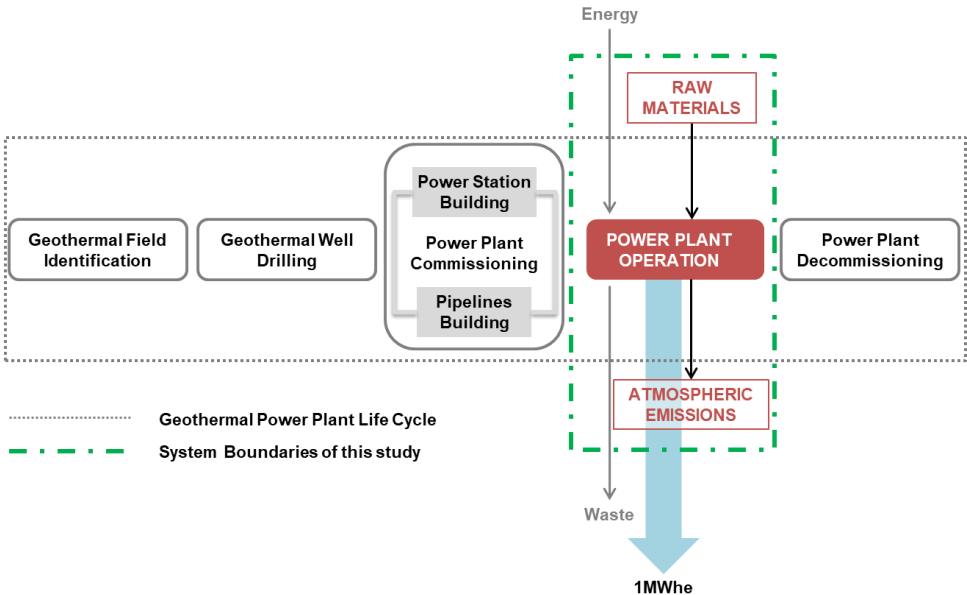 Energy
RAW
MATERIALS
Power Station
Building
Geothermal Field
Identification
Geothermal Well
Drilling
Power Plant
Commissioning
POWER PLANT
OPERATION
Power Plant
Decommissioning
Pipelines
Building
ATMOSPHERIC
EMISSIONS
Geothermal Power Plant Life Cycle
System Boundaries of this study
Waste
1MWhe